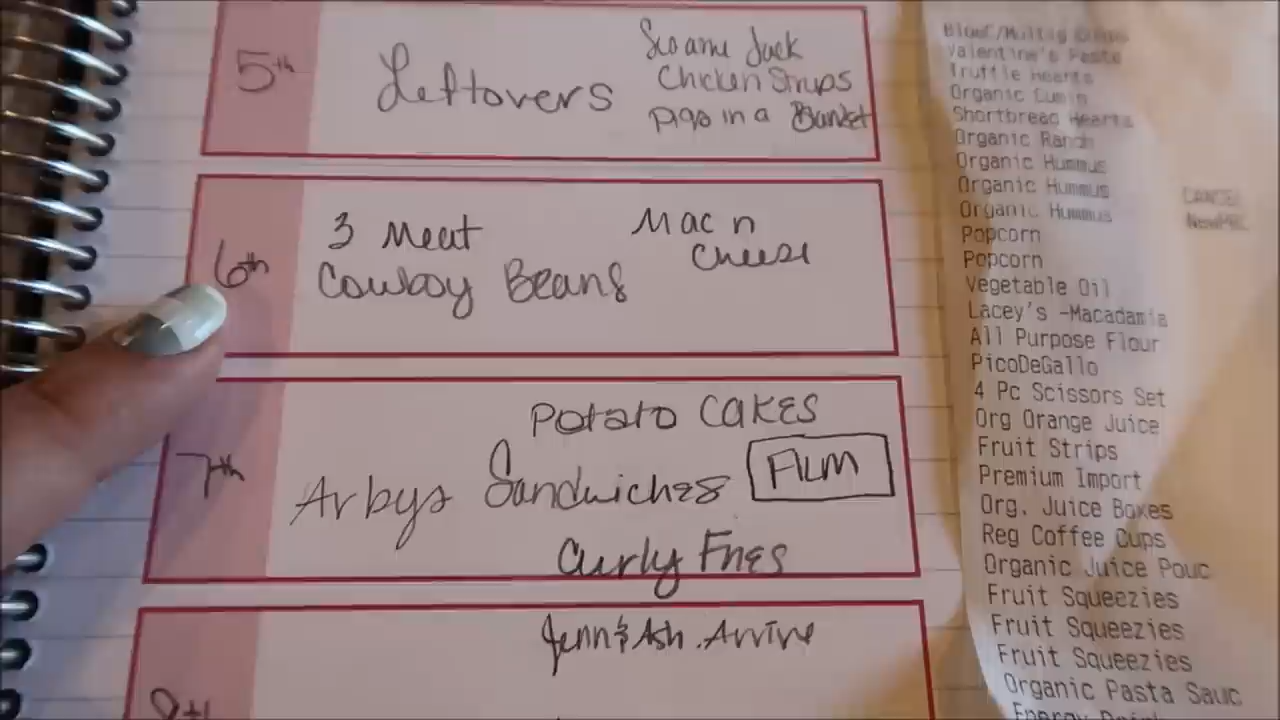 5th
Leftovers
Chicken Strips
Pigs in a Blanket
6th
3 Meat
Cowboy Beans
Mac n
Cheese
7th
Potato CAKES
Arbys Sandwiches
FILM
Curly Fries
Jenn & Ash Arrive
Valentine's Pasta
Truffle Hearts
Organic Cumin
Shortbread Hearts
Organic Ranch
Organic Hummus
Organic Hummus
Organic Hummus
CANCEL
Popcorn
Popcorn
Vegetable Oil
Lacey's -Macadamia
All Purpose Flour
PicoDeGallo
4 Pc Scissors Set
Org Orange Juice
Fruit Strips
Premium Import
Org. Juice Boxes
Reg Coffee Cups
Organic Juice Pouc
Fruit Squeezies
Fruit Squeezies
Fruit Squeezies
Organic Pasta Sauc